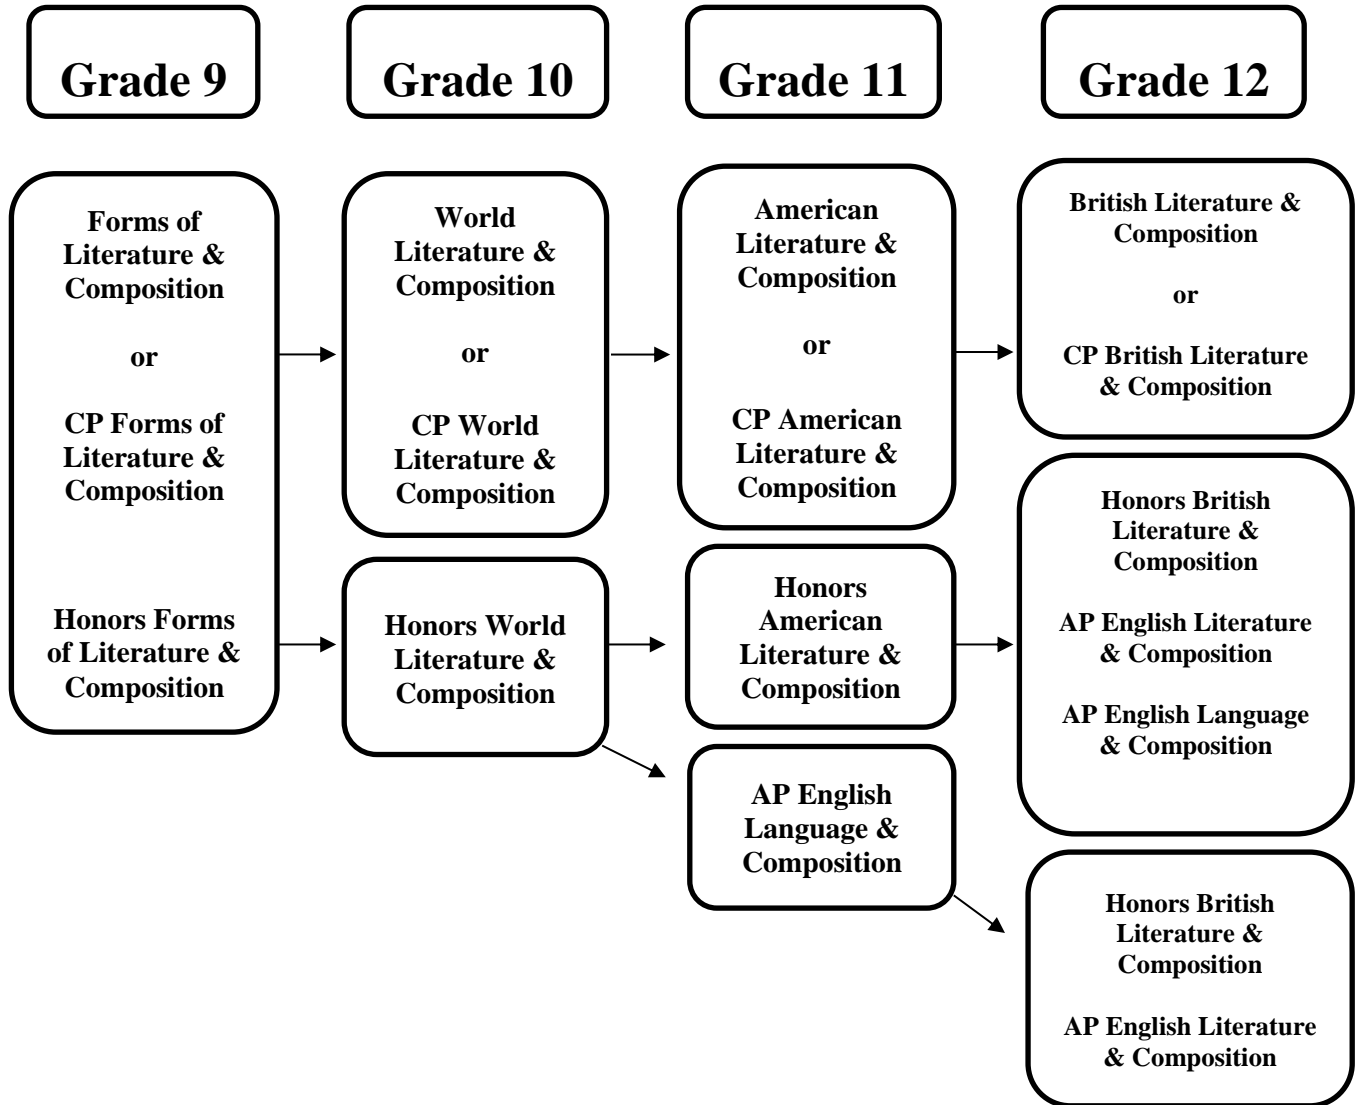 Grade 9
Grade 10
Grade 11
Grade 12
Forms of
Literature &
Composition
or
CP Forms of
Literature &
Composition
Honors Forms
of Literature &
Composition
World
Literature &
Composition
or
CP World
Literature &
Composition
Honors World
Literature &
Composition
American
Literature &
Composition
or
CP American
Literature &
Composition
Honors
American
Literature &
Composition
AP English
Language &
Composition
British Literature &
Composition
or
CP British Literature
& Composition
Honors British
Literature &
Composition
AP English Literature
& Composition
AP English Language
& Composition
Honors British
Literature &
Composition
AP English Literature
& Composition